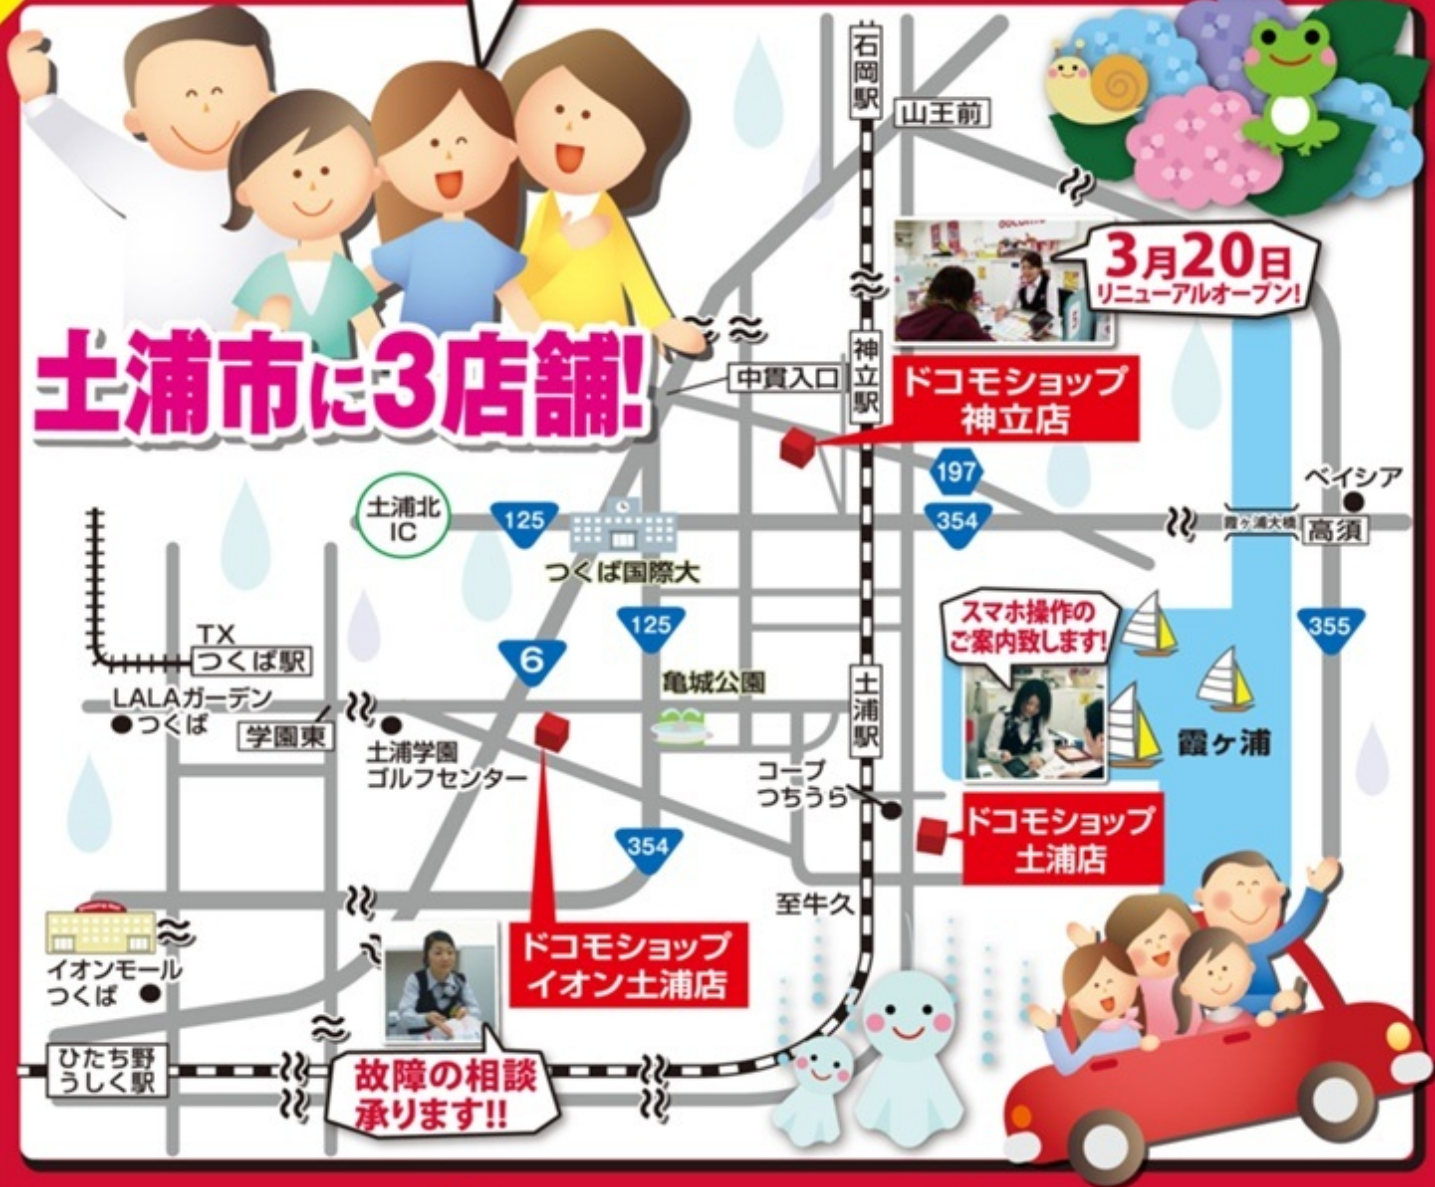 石岡駅
山王前
3月20日
リニューアルオープン!
土浦市に3店舗!
中貫入口
神立駅
ドコモショップ
神立店
197
ベイシア
土浦北
IC
125
354
霞ヶ浦大橋
高須
つくば国際大
スマホ操作の
ご案内致します!
125
355
TX
つくば駅
6
LALAガーデン
つくば
亀城公園
土浦駅
学園東
土浦学園
ゴルフセンター
霞ヶ浦
コープ
つちうら
ドコモショップ
土浦店
354
至牛久
イオンモール
つくば
ドコモショップ
イオン土浦店
ひたち野
うしく駅
故障の相談
承ります!!